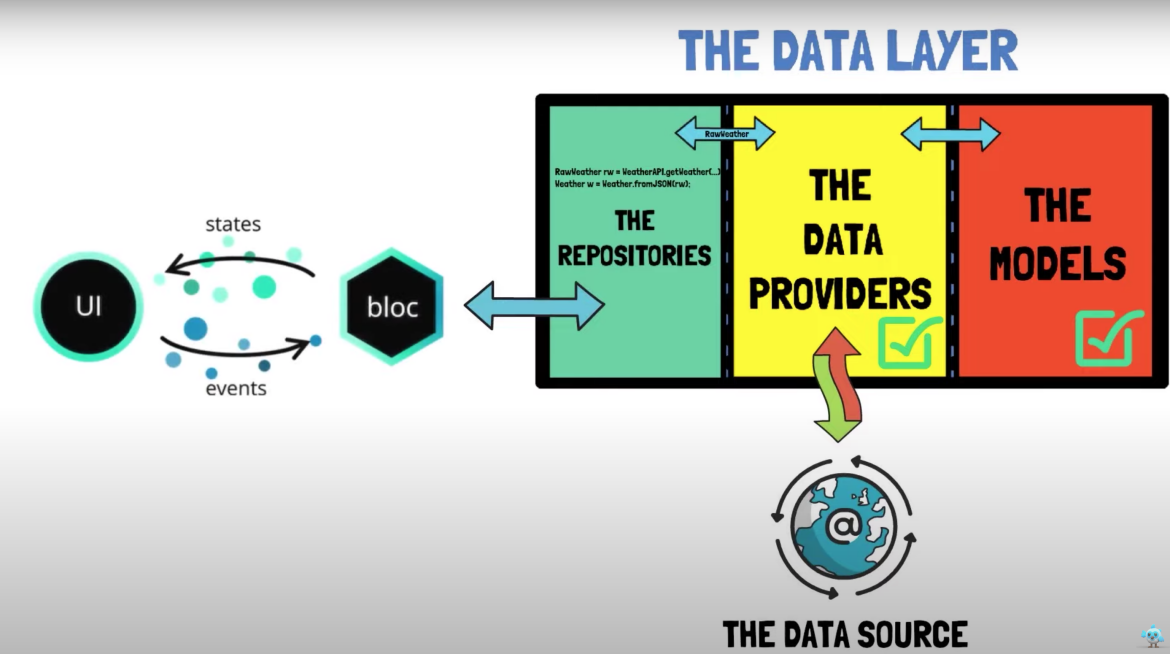 THE DATA LAYER
RawWeather
RawWeather rw = WeatherAPI.getWeather(...)
Weather w = Weather.fromJSON(rw);
THE
REPOSITORIES
THE
DATA
PROVIDERS
THE
MODELS
states
UI
bloc
events
@
THE DATA SOURCE